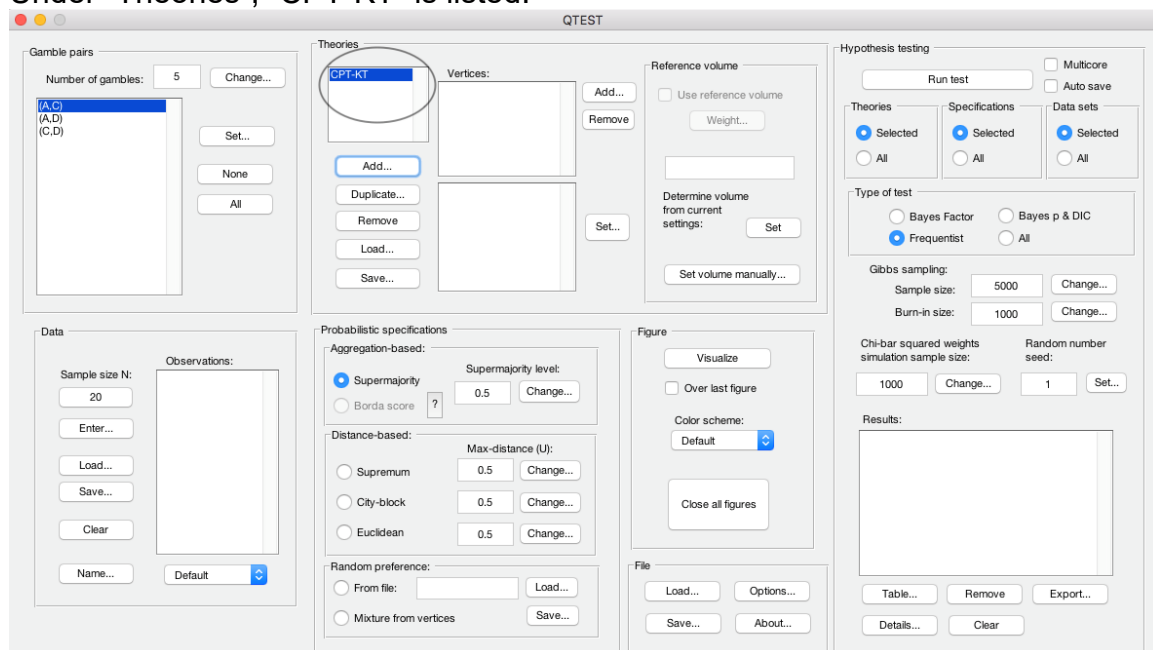 Under "Theories", "CPT-KT" is listed.
QTEST
Gamble pairs
Number of gambles: 5 Change...
(A,C)
(A,D)
(C,D)
Set...
None
All
Theories
CPT-KT
Vertices:
Add...
Remove
Add...
Duplicate...
Remove
Load...
Save...
Set...
Reference volume
Use reference volume
Weight...
Determine volume
from current
settings: Set
Set volume manually...
Hypothesis testing
Run test
Multicore
Auto save
Theories Specifications Data sets
Selected Selected Selected
All All All
Type of test
Bayes Factor Bayes p & DIC
Frequentist All
Gibbs sampling:
Sample size: 5000 Change...
Burn-in size: 1000 Change...
Chi-bar squared weights
simulation sample size:
Random number
seed:
1000 Change... 1 Set...
Results:
Table... Remove Export...
Details... Clear
Data
Observations:
Sample size N:
20
Enter...
Load...
Save...
Clear
Name... Default
Probabilistic specifications
Aggregation-based:
Supermajority level:
Supermajority
0.5 Change...
Borda score ?
Distance-based:
Max-distance (U):
Supremum 0.5 Change...
City-block 0.5 Change...
Euclidean 0.5 Change...
Random preference:
From file: Load...
Mixture from vertices Save...
Figure
Visualize
Over last figure
Color scheme:
Default
Close all figures
File
Load... Options...
Save... About...